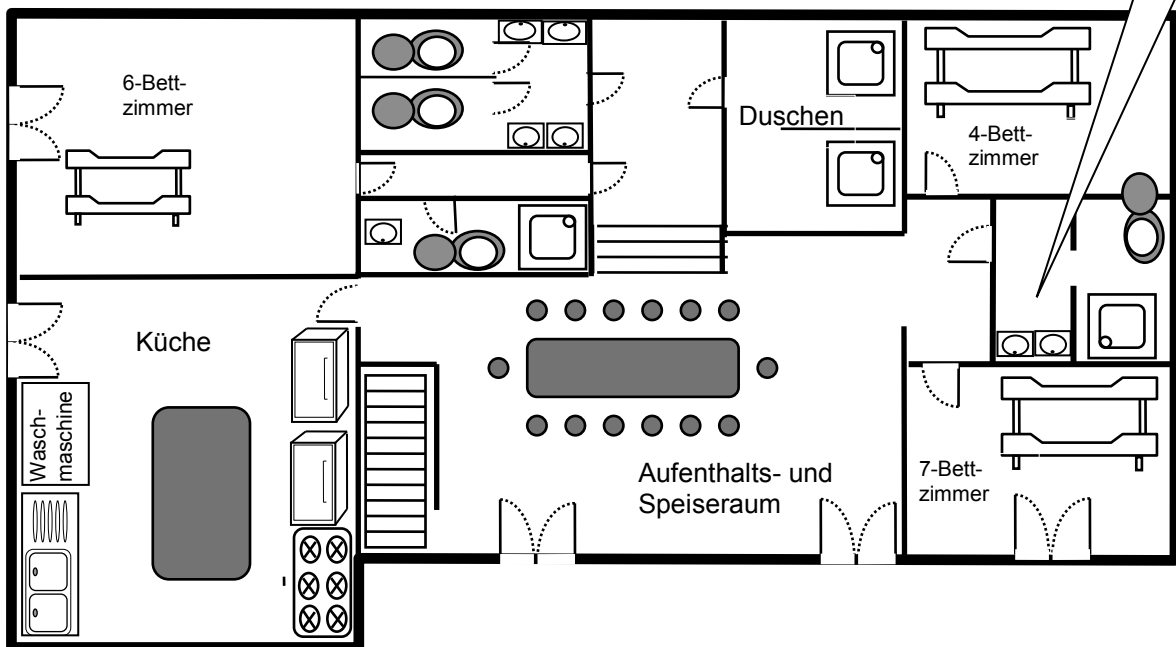 6-Bett-
zimmer
Duschen
4-Bett-
zimmer
Küche
Wasch-
maschine
Aufenthalts- und
Speiseraum
7-Bett-
zimmer